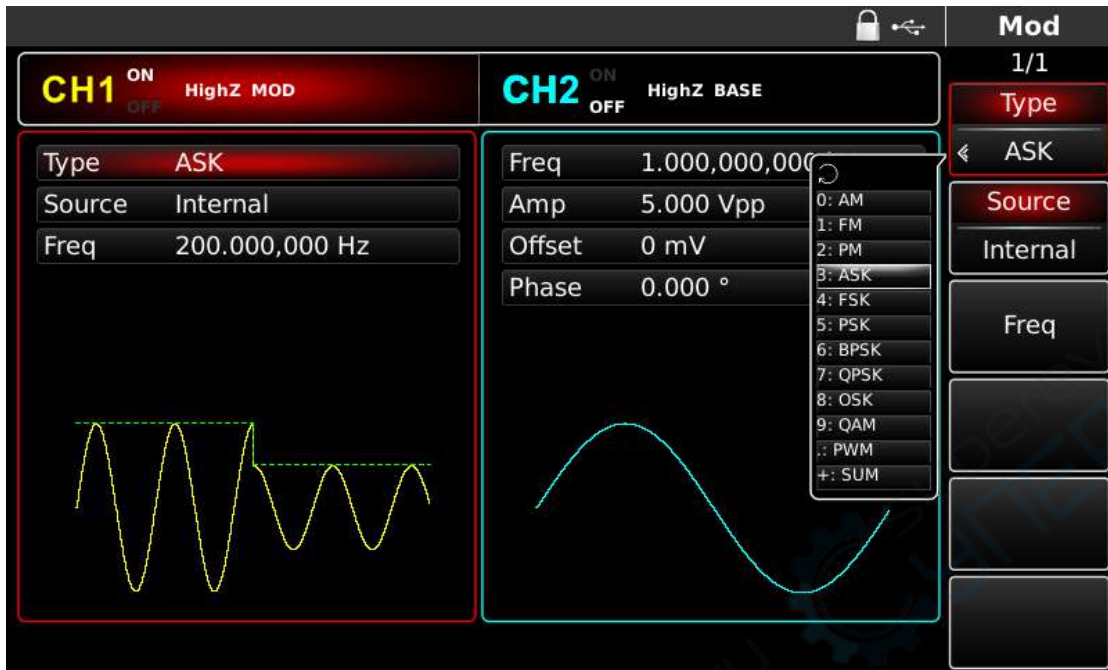 Mod
1/1
CH1 ON OFF HighZ MOD
CH2 ON OFF HighZ BASE
Type ASK
Source Internal
Freq 200.000,000 Hz
Freq 1.000,000,000
Amp 5.000 Vpp
Offset 0 mV
Phase 0.000 °
0: AM
1: FM
2: PM
3: ASK
4: FSK
5: PSK
6: BPSK
7: QPSK
8: OSK
9: QAM
.: PWM
+: SUM
Type
ASK
Source
Internal
Freq